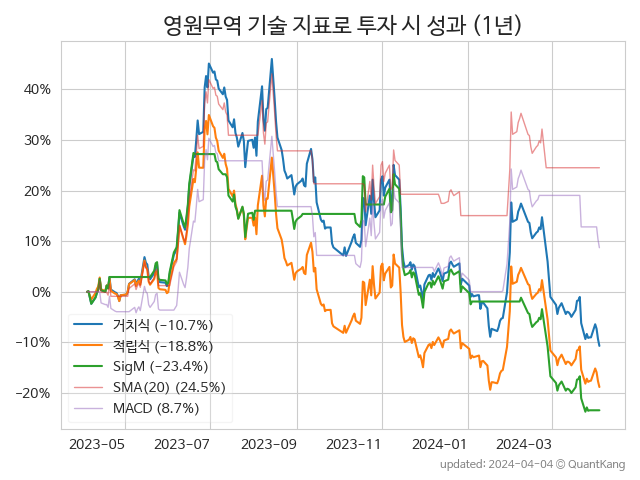 영원무역 기술 지표로 투자 시 성과 (1년)
40%
30%
20%
10%
0%
−10%
−20%
거치식 (−10.7%)
적립식 (−18.8%)
SigM (−23.4%)
SMA(20) (24.5%)
MACD (8.7%)
2023−05
2023−07
2023−09
2023−11
2024−01
2024−03
updated: 2024−04−04 © QuantKang